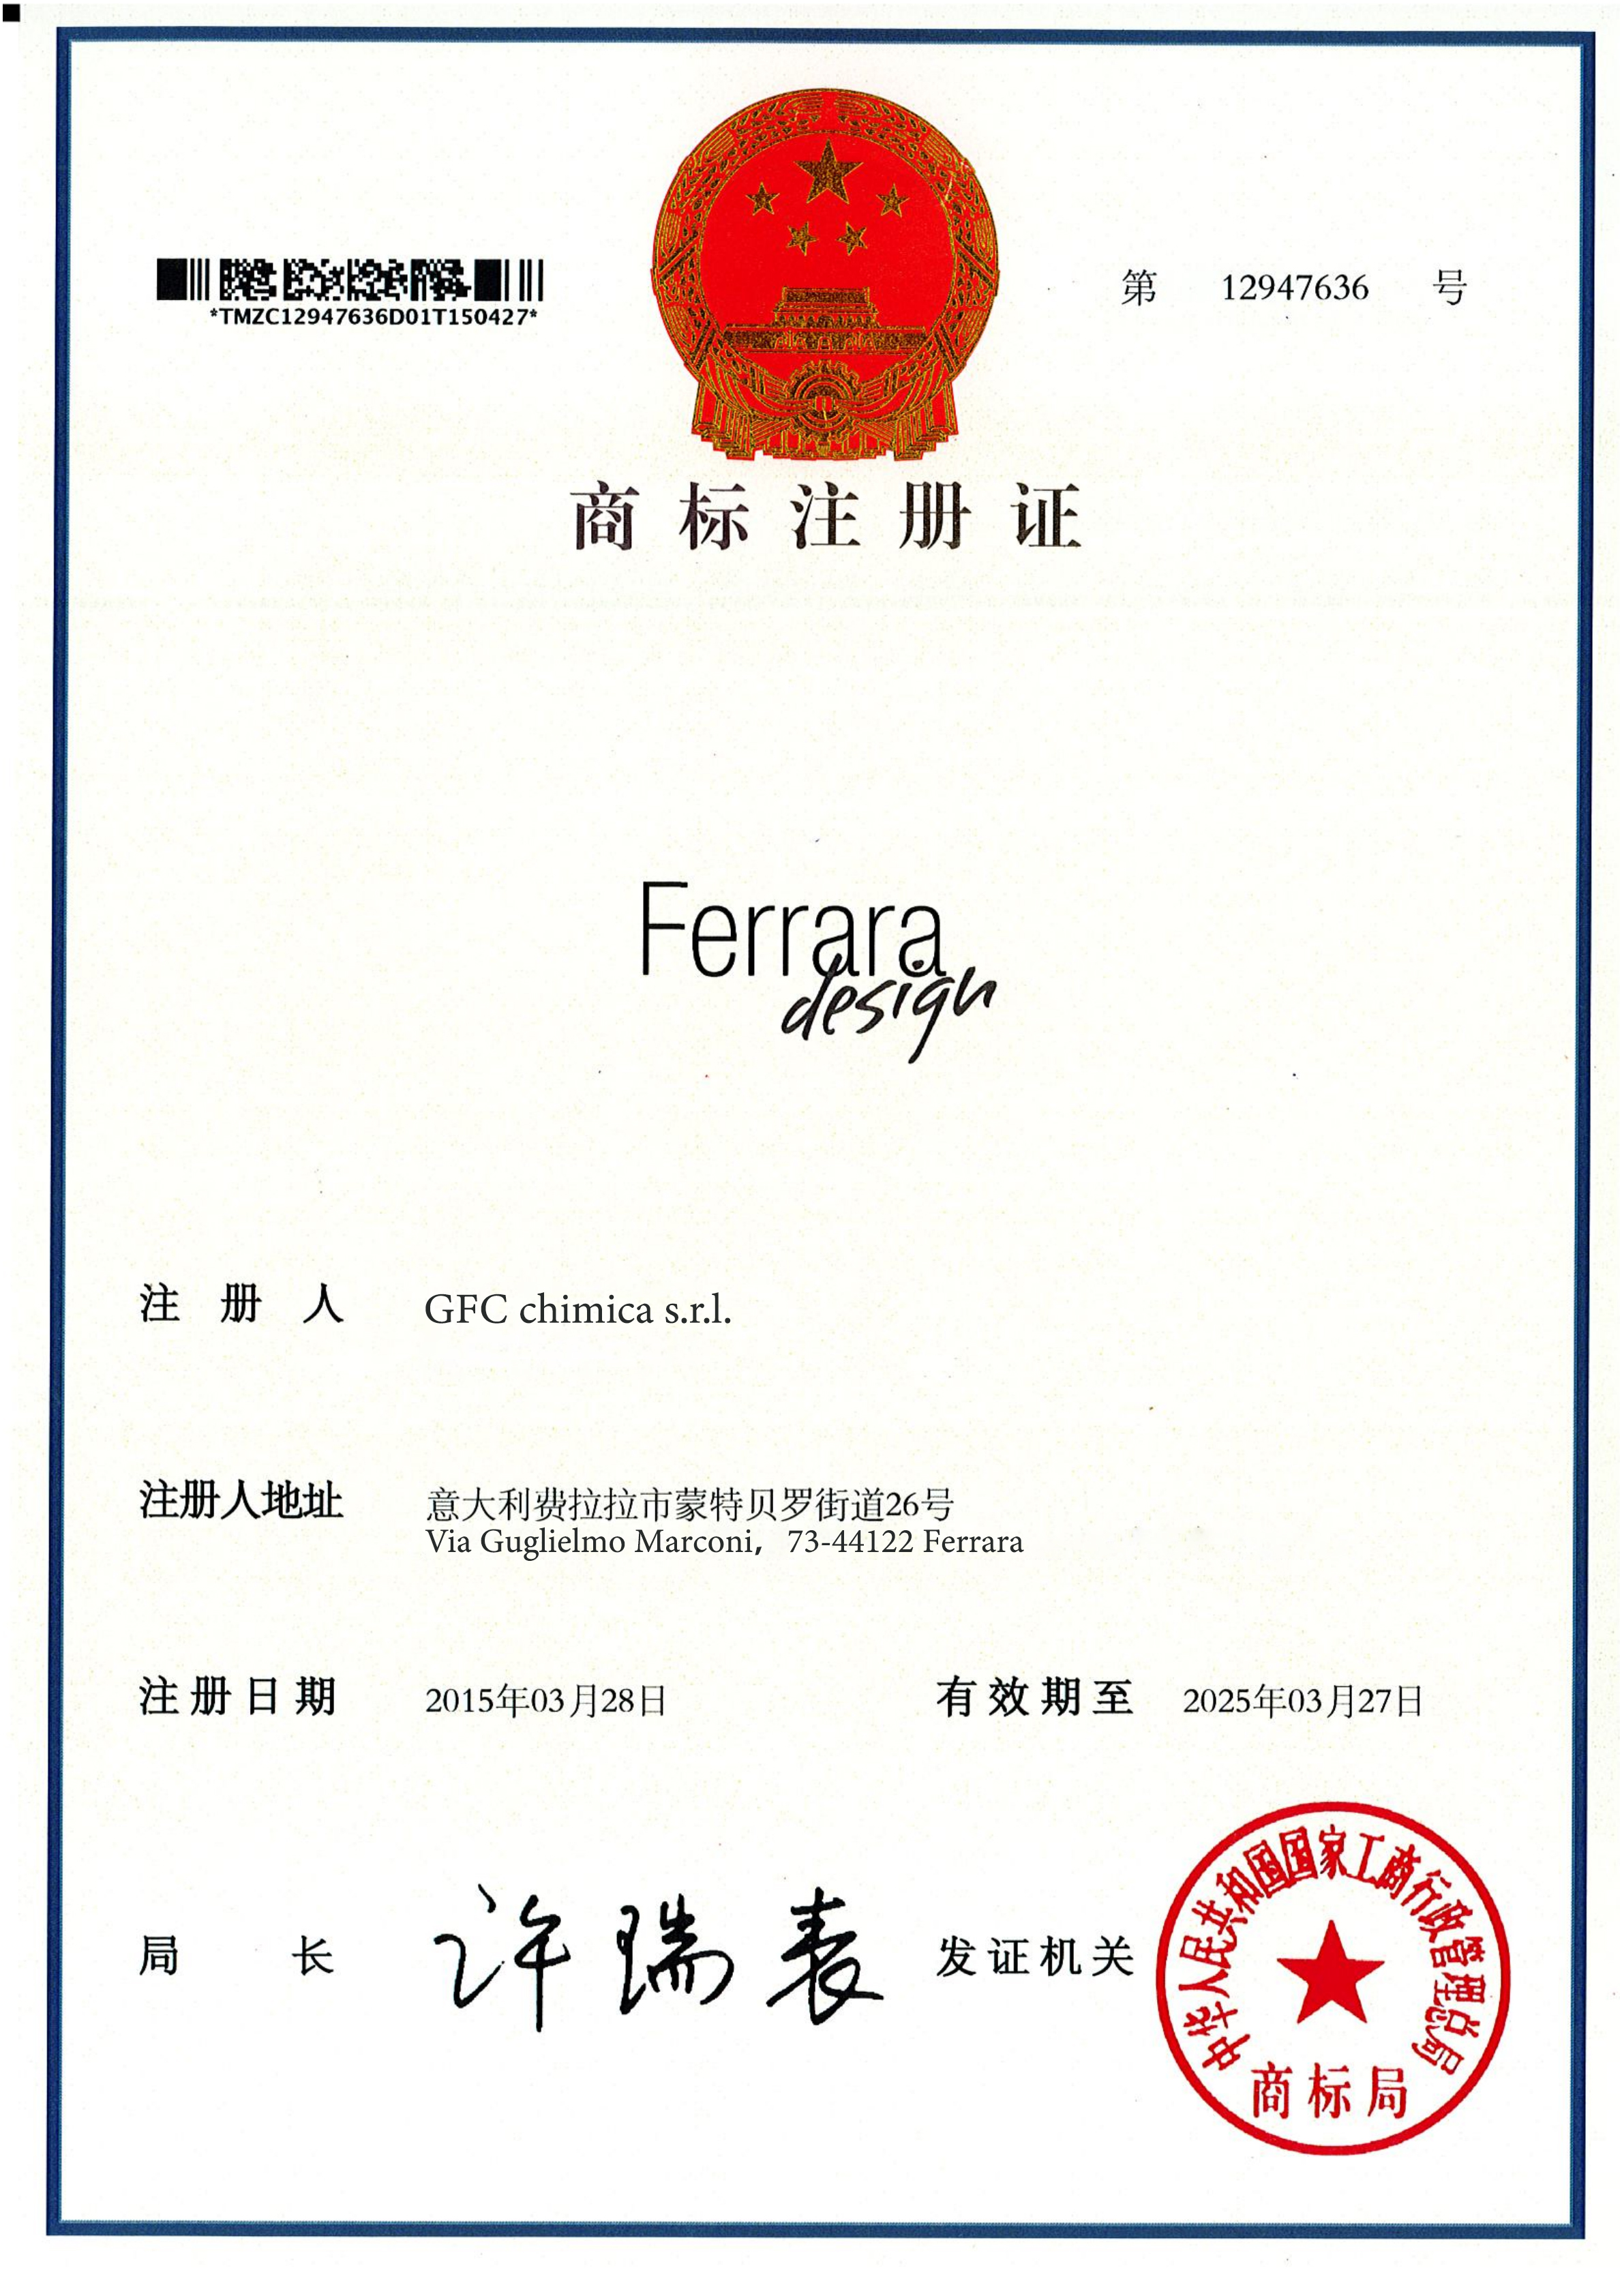 *TMZC12947636D01T150427*
第 12947636 号
商标注册证
Ferrara
design
注册人 GFC chimica s.r.l.
注册人地址 意大利费拉拉市蒙特贝罗街道26号
Via Guglielmo Marconi，73-44122 Ferrara
注册日期 2015年03月28日 有效期至 2025年03月27日
局长 许瑞表 发证机关
中华人民共和国国家工商行政管理总局
商标局